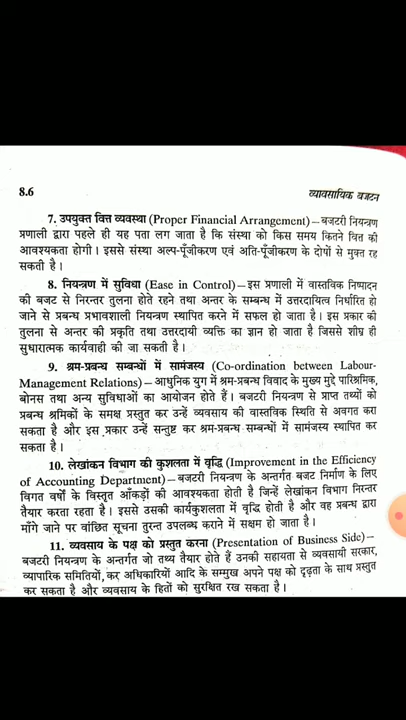 8.6 व्यावसायिक बजटन
7. उपयुक्त वित्त व्यवस्था (Proper Financial Arrangement)–बजटरी नियन्त्रण
प्रणाली द्वारा पहले ही यह पता लग जाता है कि संस्था को किस समय कितने वित्त की
आवश्यकता होगी। इससे संस्था अल्प-पूँजीकरण एवं अति-पूँजीकरण के दोपों से मुक्त रह
सकती है।
8. नियन्त्रण में सुविधा (Ease in Control)–इस प्रणाली में वास्तविक निष्पादन
की बजट से निरन्तर तुलना होते रहने तथा अन्तर के सम्बन्ध में उत्तरदायित्व निर्धारित हो
जाने से प्रबन्ध प्रभावशाली नियन्त्रण स्थापित करने में सफल हो जाता है। इस प्रकार की
तुलना से अन्तर की प्रकृति तथा उत्तरदायी व्यक्ति का ज्ञान हो जाता है जिससे शीघ्र ही
सुधारात्मक कार्यवाही की जा सकती है।
9. श्रम-प्रबन्ध सम्बन्धों में सामंजस्य (Co-ordination between Labour-
Management Relations)–आधुनिक युग में श्रम-प्रबन्ध विवाद के मुख्य मुद्दे पारिश्रमिक,
बोनस तथा अन्य सुविधाओं का आयोजन होते हैं। बजटरी नियन्त्रण से प्राप्त तथ्यों को
प्रबन्ध श्रमिकों के समक्ष प्रस्तुत कर उन्हें व्यवसाय की वास्तविक स्थिति से अवगत करा
सकता है और इस प्रकार उन्हें सन्तुष्ट कर श्रम-प्रबन्ध सम्बन्धों में सामंजस्य स्थापित कर
सकता है।
10. लेखांकन विभाग की कुशलता में वृद्धि (Improvement in the Efficiency
of Accounting Department)–बजटरी नियन्त्रण के अन्तर्गत बजट निर्माण के लिए
विगत वर्षों के विस्तृत आँकड़ों की आवश्यकता होती है जिन्हें लेखांकन विभाग निरन्तर
तैयार करता रहता है। इससे उसकी कार्यकुशलता में वृद्धि होती है और वह प्रबन्ध द्वारा
माँगे जाने पर वांछित सूचना तुरन्त उपलब्ध कराने में सक्षम हो जाता है।
11. व्यवसाय के पक्ष को प्रस्तुत करना (Presentation of Business Side)–
बजटरी नियन्त्रण के अन्तर्गत जो तथ्य तैयार होते हैं उनकी सहायता से व्यवसायी सरकार,
व्यापारिक समितियों, कर अधिकारियों आदि के सम्मुख अपने पक्ष को दृढ़ता के साथ प्रस्तुत
कर सकता है और व्यवसाय के हितों को सुरक्षित रख सकता है।